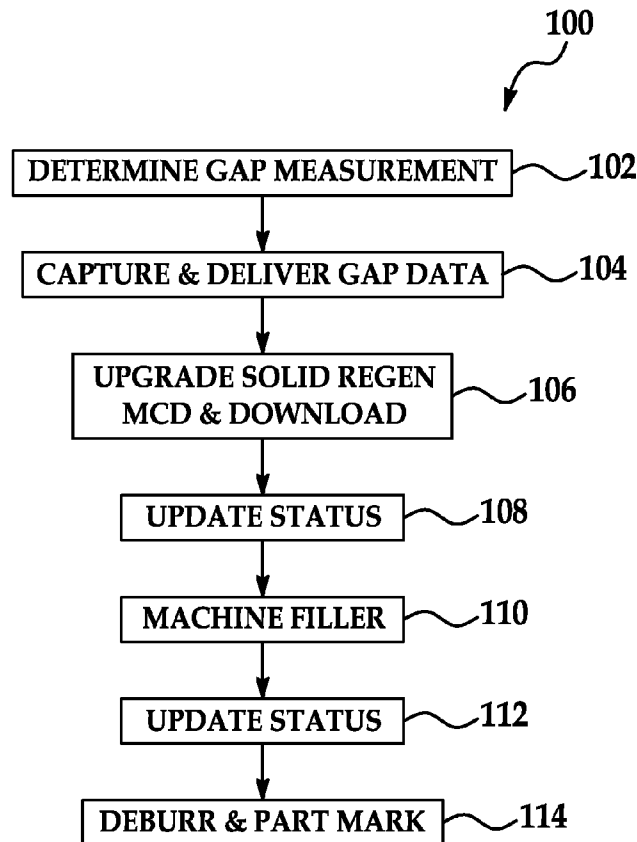 100
DETERMINE GAP MEASUREMENT 102
CAPTURE & DELIVER GAP DATA 104
UPGRADE SOLID REGEN
MCD & DOWNLOAD 106
UPDATE STATUS 108
MACHINE FILLER 110
UPDATE STATUS 112
DEBURR & PART MARK 114